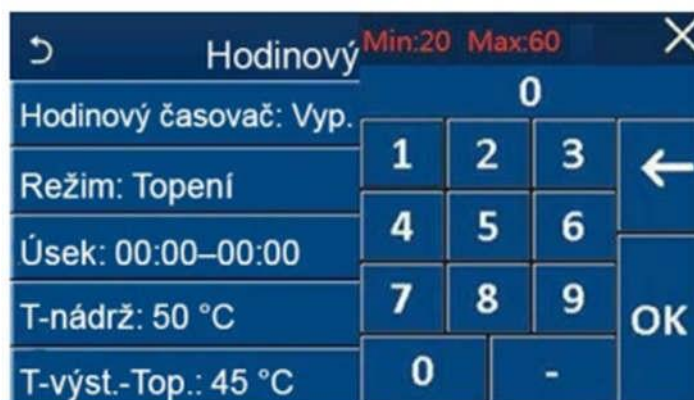 Hodinový
Min:20 Max:60
0
Hodinový časovač: Vyp.
Režim: Topení
Úsek: 00:00–00:00
T-nádrž: 50 °C
T-výst.-Top.: 45 °C
1 2 3
4 5 6
7 8 9
0 -
OK